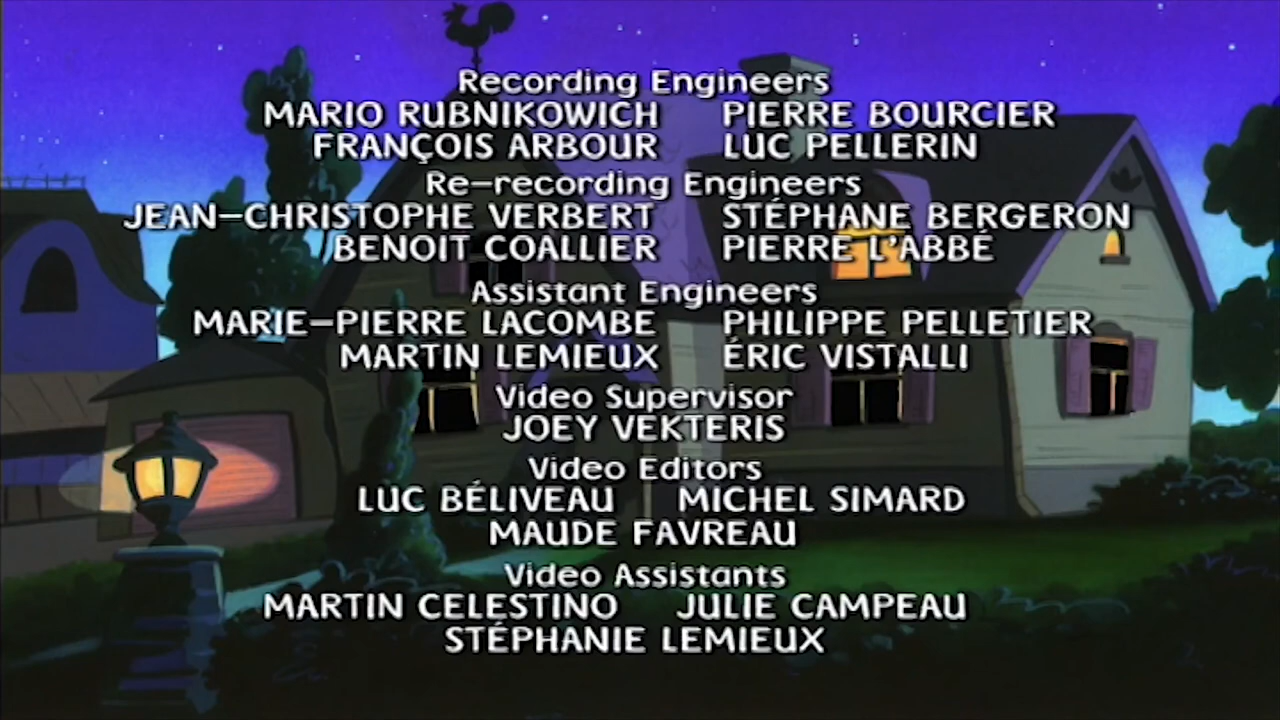 Recording Engineers
MARIO RUBNIKOWICH PIERRE BOURCIER
FRANÇOIS ARBOUR LUC PELLERIN
Re-recording Engineers
JEAN-CHRISTOPHE VERBERT STÉPHANE BERGERON
BENOIT COALLIER PIERRE L'ABBÉ
Assistant Engineers
MARIE-PIERRE LACOMBE PHILIPPE PELLETIER
MARTIN LEMIEUX ÉRIC VISTALLI
Video Supervisor
JOEY VEKTERIS
Video Editors
LUC BÉLIVEAU MICHEL SIMARD
MAUDE FAVREAU
Video Assistants
MARTIN CELESTINO JULIE CAMPEAU
STÉPHANIE LEMIEUX